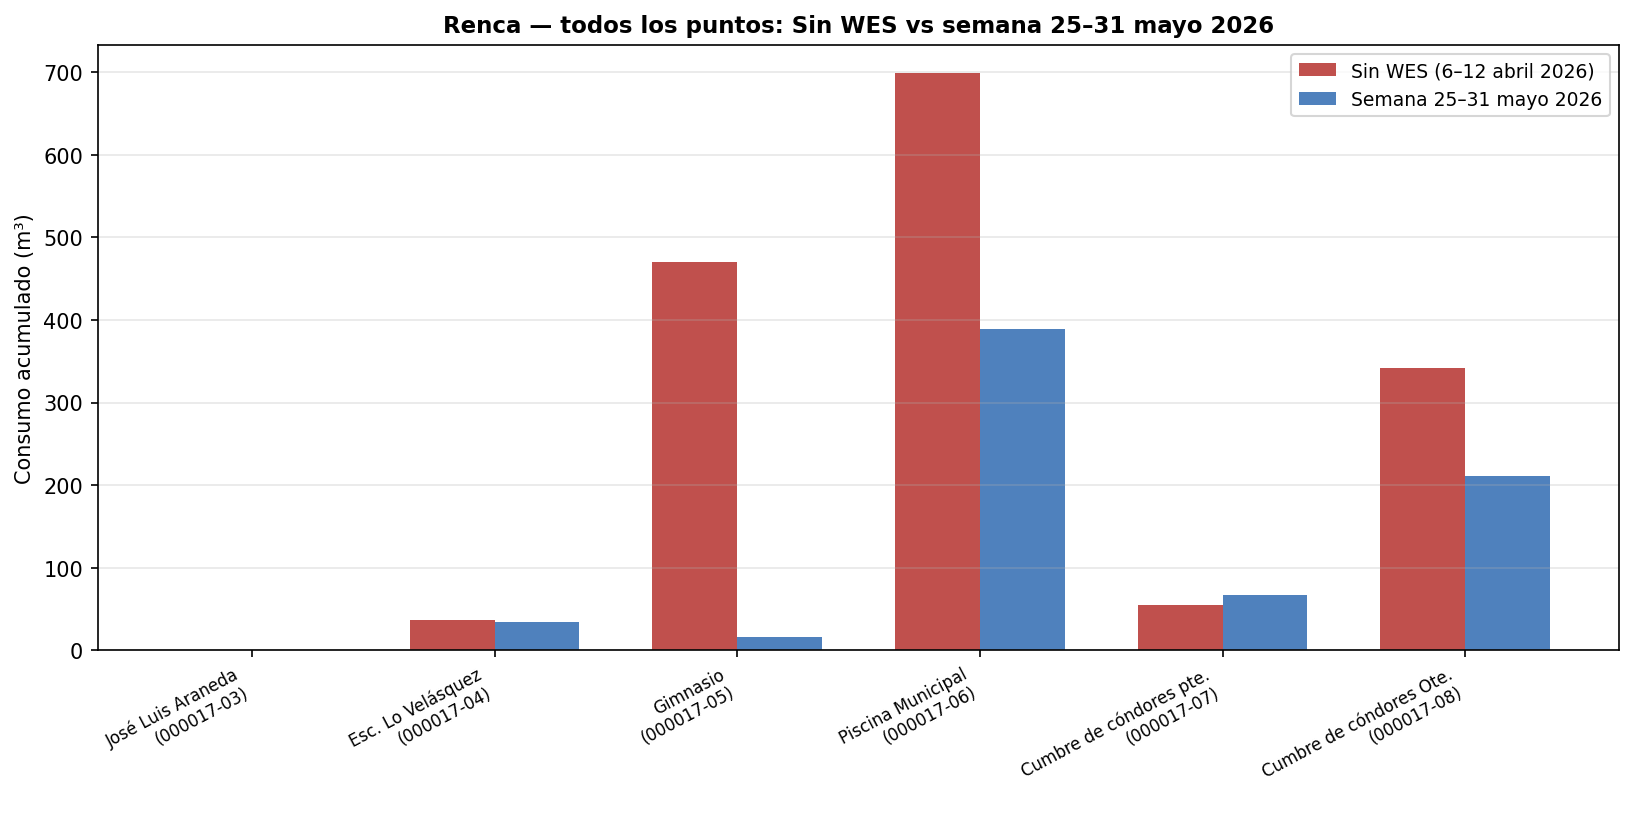 Renca — todos los puntos: Sin WES vs semana 25–31 mayo 2026
Sin WES (6–12 abril 2026)
Semana 25–31 mayo 2026
Consumo acumulado (m³)
700
600
500
400
300
200
100
0
José Luis Araneda
(000017-03)
Esc. Lo Velásquez
(000017-04)
Gimnasio
(000017-05)
Piscina Municipal
(000017-06)
Cumbre de cóndores pte.
(000017-07)
Cumbre de cóndores Ote.
(000017-08)